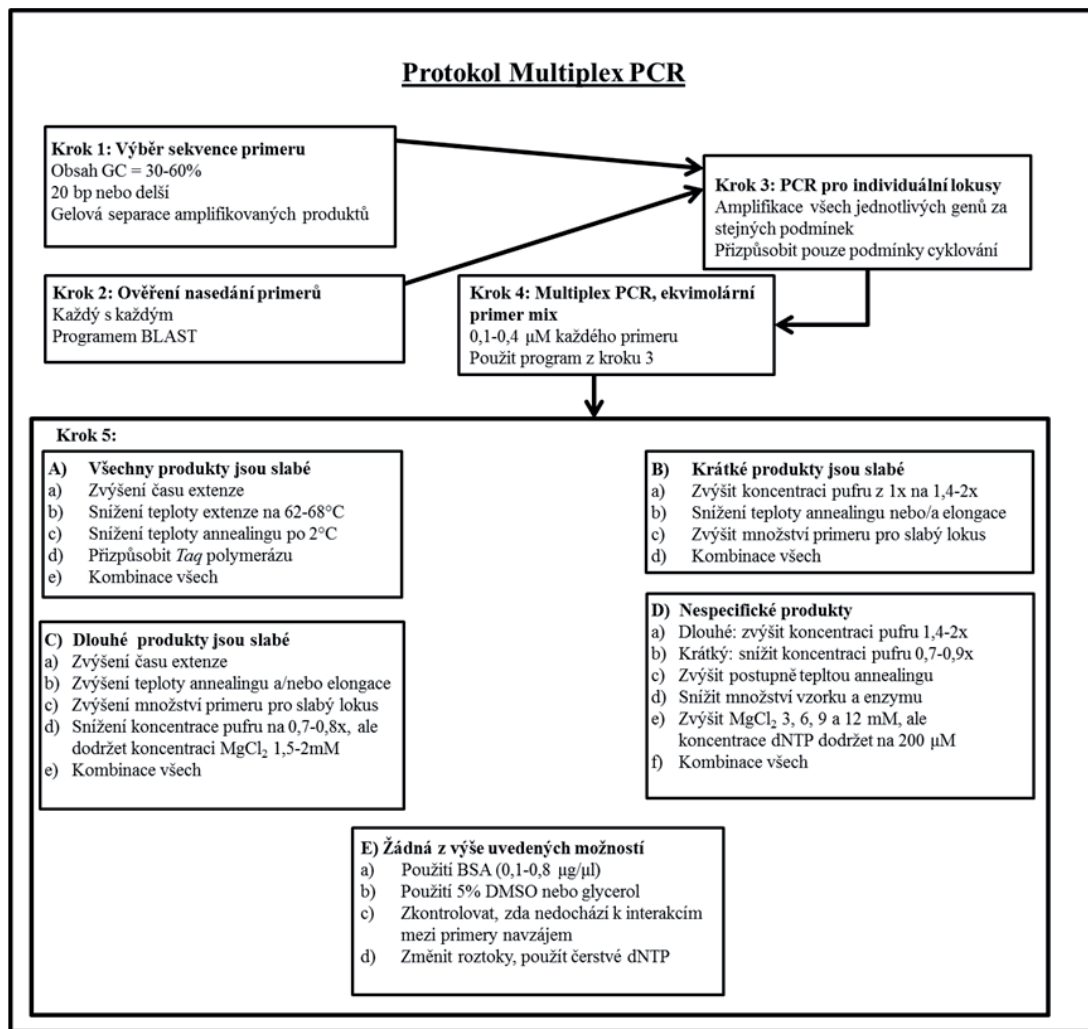 Protokol Multiplex PCR
Krok 1: Výběr sekvence primeru
Obsah GC = 30-60%
20 bp nebo delší
Gelová separace amplifikovaných produktů
Krok 2: Ověření nasedání primerů
Každý s každým
Programem BLAST
Krok 3: PCR pro individuální lokusy
Amplifikace všech jednotlivých genů za
stejných podmínek
Přizpůsobit pouze podmínky cyklování
Krok 4: Multiplex PCR, ekvimolární
primer mix
0,1-0,4 μM každého primeru
Použit program z kroku 3
Krok 5:
A) Všechny produkty jsou slabé
a) Zvýšení času extenze
b) Snížení teploty extenze na 62-68°C
c) Snížení teploty annealingu po 2°C
d) Přizpůsobit Taq polymerázu
e) Kombinace všech
B) Krátké produkty jsou slabé
a) Zvýšit koncentraci pufru z 1x na 1,4-2x
b) Snížení teploty annealingu nebo/a elongace
c) Zvýšit množství primeru pro slabý lokus
d) Kombinace všech
C) Dlouhé produkty jsou slabé
a) Zvýšení času extenze
b) Zvýšení teploty annealingu a/nebo elongace
c) Zvýšení množství primeru pro slabý lokus
d) Snížení koncentrace pufru na 0,7-0,8x, ale
dodržet koncentraci MgCl₂ 1,5-2mM
e) Kombinace všech
D) Nespecifické produkty
a) Dlouhé: zvýšit koncentraci pufru 1,4-2x
b) Krátký: snížit koncentraci pufru 0,7-0,9x
c) Zvýšit postupně tepltou annealingu
d) Snížit množství vzorku a enzymu
e) Zvýšit MgCl₂ 3, 6, 9 a 12 mM, ale
koncentrace dNTP dodržet na 200 μM
f) Kombinace všech
E) Žádná z výše uvedených možností
a) Použití BSA (0,1-0,8 μg/μl)
b) Použití 5% DMSO nebo glycerol
c) Zkontrolovat, zda nedochází k interakcím
mezi primery navzájem
d) Změnit roztoky, použít čerstvé dNTP